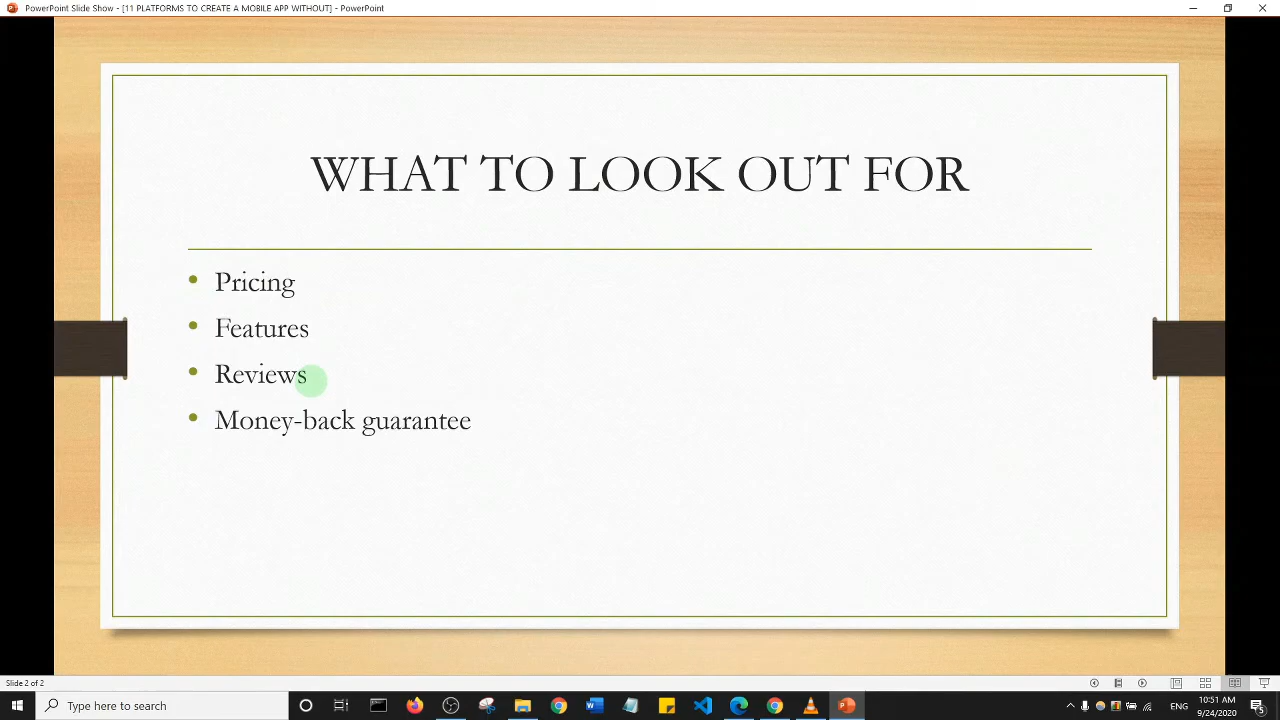 PowerPoint Slide Show - [11 PLATFORMS TO CREATE A MOBILE APP WITHOUT] - PowerPoint
WHAT TO LOOK OUT FOR
• Pricing
• Features
• Reviews
• Money-back guarantee
Slide 2 of 2
Type here to search
ENG
10:51 AM
9/24/2020